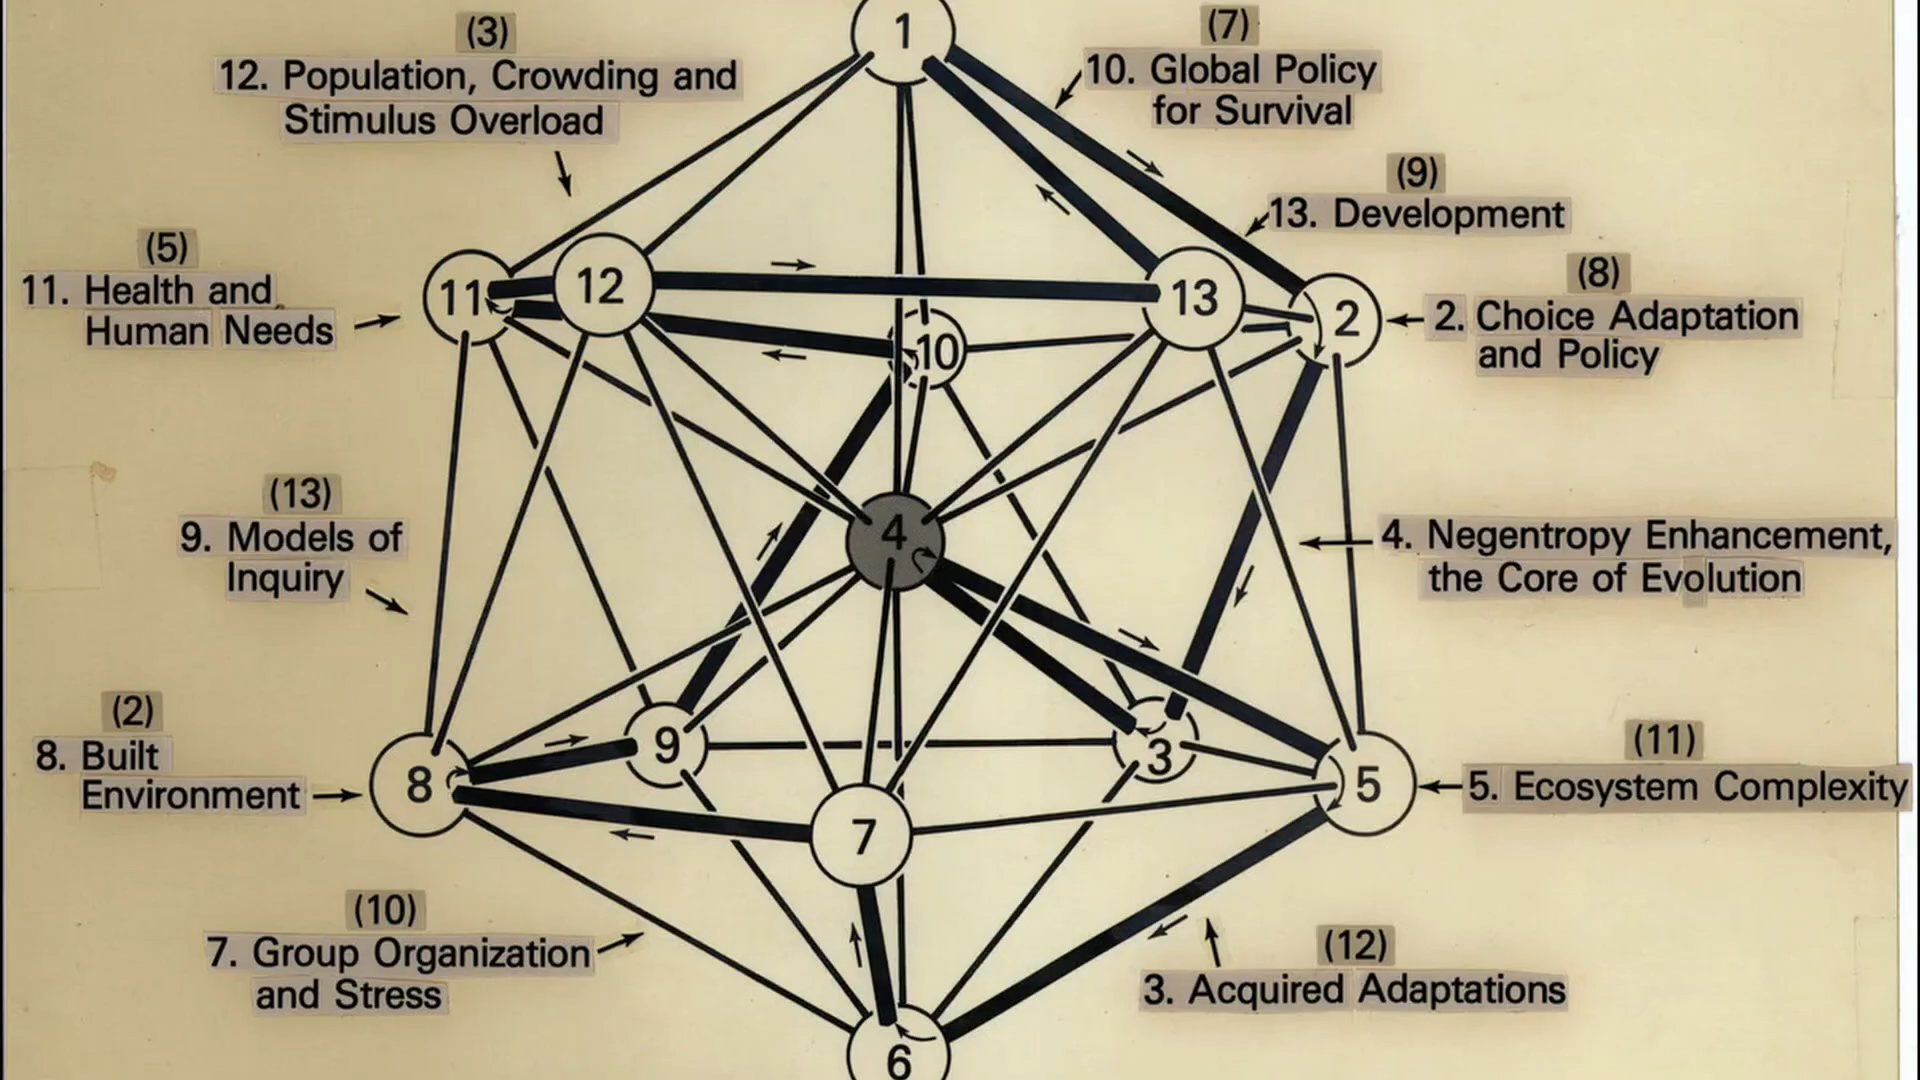 1
(3)
12. Population, Crowding and
Stimulus Overload
(7)
10. Global Policy
for Survival
(9)
13. Development
(5)
11. Health and
Human Needs
11
12
13
2
10
(8)
2. Choice Adaptation
and Policy
(13)
9. Models of
Inquiry
4
4. Negentropy Enhancement,
the Core of Evolution
(2)
8. Built
Environment
8
9
3
7
5
(11)
5. Ecosystem Complexity
(10)
7. Group Organization
and Stress
(12)
3. Acquired Adaptations
6